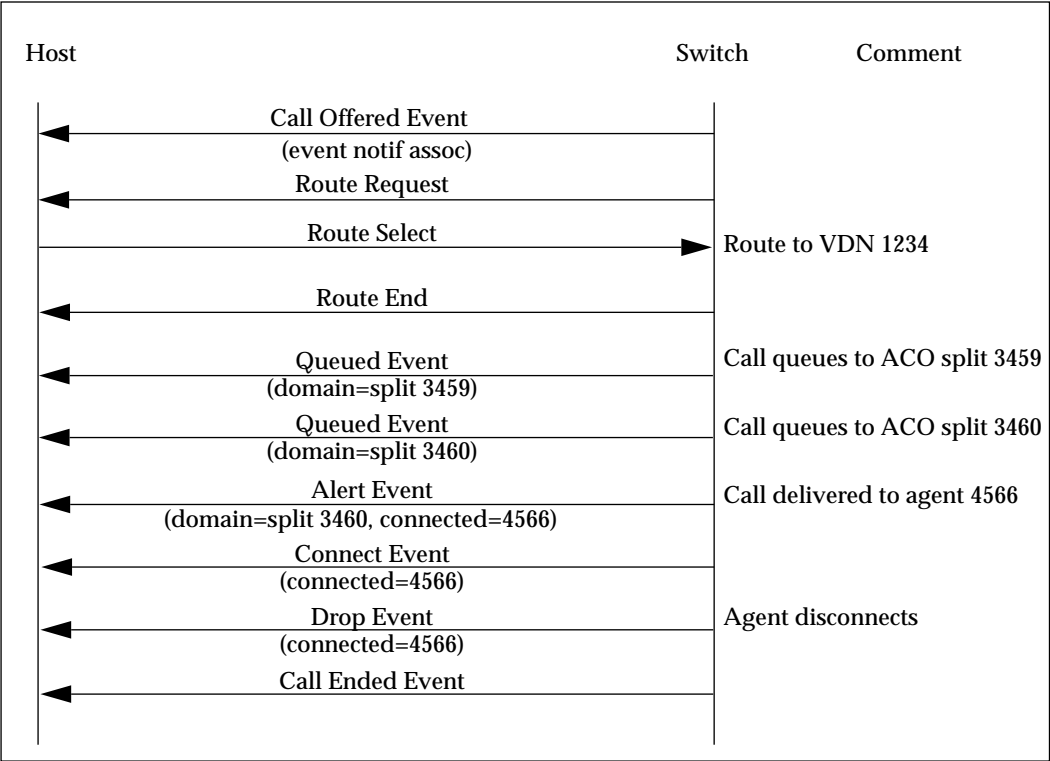 Host Switch Comment
Call Offered Event
(event notif assoc)
Route Request
Route Select
Route to VDN 1234
Route End
Queued Event
Call queues to ACO split 3459
(domain=split 3459)
Queued Event
Call queues to ACO split 3460
(domain=split 3460)
Alert Event
Call delivered to agent 4566
(domain=split 3460, connected=4566)
Connect Event
(connected=4566)
Drop Event
Agent disconnects
(connected=4566)
Call Ended Event